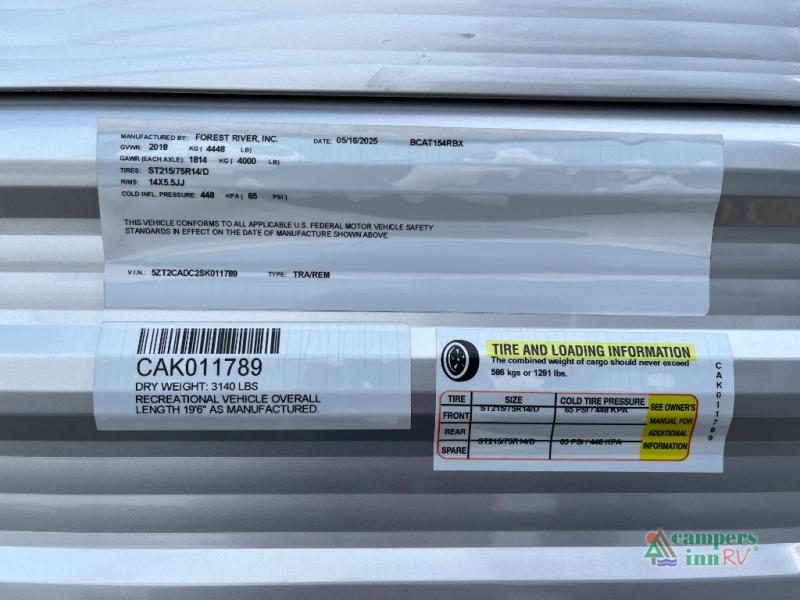 MANUFACTURED BY: FOREST RIVER, INC. DATE: 05/16/2025 BCAT154RBX
GVWR: 2018 KG ( 4448 LB)
GAWR (EACH AXLE): 1814 KG ( 4000 LB)
TIRES: ST215/75R14/D
RIMS: 14X5.5JJ
COLD INFL. PRESSURE: 448 KPA ( 65 PSI )
THIS VEHICLE CONFORMS TO ALL APPLICABLE U.S. FEDERAL MOTOR VEHICLE SAFETY
STANDARDS IN EFFECT ON THE DATE OF MANUFACTURE SHOWN ABOVE.
V.I.N.: 5ZT2CADC2SK011789 TYPE: TRA/REM
CAK011789
DRY WEIGHT: 3140 LBS
RECREATIONAL VEHICLE OVERALL
LENGTH 19'6" AS MANUFACTURED.
TIRE AND LOADING INFORMATION
The combined weight of cargo should never exceed
586 kgs or 1291 lbs.
TIRE SIZE COLD TIRE PRESSURE
FRONT ST215/75R14/D 65 PSI / 448 KPA
REAR
SPARE ST215/75R14/D 65 PSI / 448 KPA
SEE OWNER'S
MANUAL FOR
ADDITIONAL
INFORMATION
CAK011789
campers
inn RV®